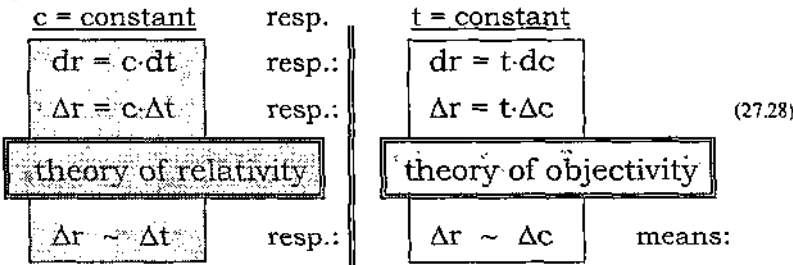 c = constant resp. t = constant
dr = c·dt resp.: dr = t·dc
Δr = c·Δt resp.: Δr = t·Δc (27.28)
theory of relativity theory of objectivity
Δr ~ Δt resp.: Δr ~ Δc means: